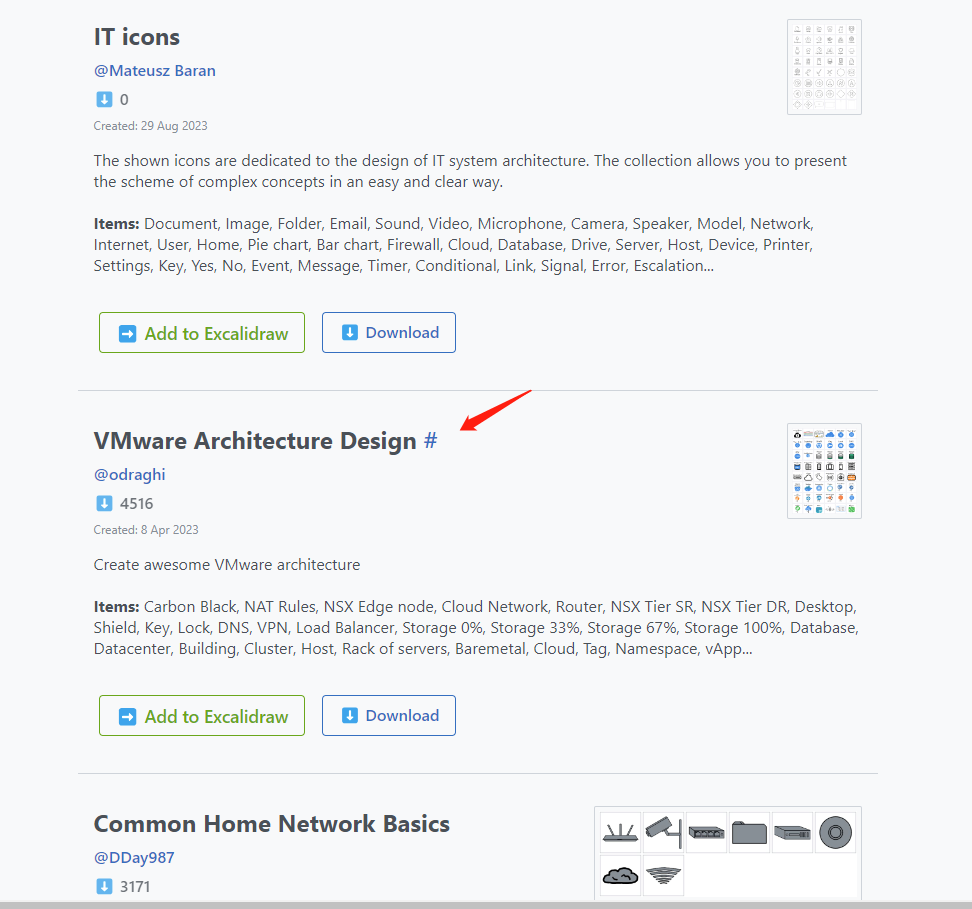 IT icons
@Mateusz Baran
0
Created: 29 Aug 2023
The shown icons are dedicated to the design of IT system architecture. The collection allows you to present
the scheme of complex concepts in an easy and clear way.
Items: Document, Image, Folder, Email, Sound, Video, Microphone, Camera, Speaker, Model, Network,
Internet, User, Home, Pie chart, Bar chart, Firewall, Cloud, Database, Drive, Server, Host, Device, Printer,
Settings, Key, Yes, No, Event, Message, Timer, Conditional, Link, Signal, Error, Escalation...
Add to Excalidraw
Download
VMware Architecture Design #
@odraghi
4516
Created: 8 Apr 2023
Create awesome VMware architecture
Items: Carbon Black, NAT Rules, NSX Edge node, Cloud Network, Router, NSX Tier SR, NSX Tier DR, Desktop,
Shield, Key, Lock, DNS, VPN, Load Balancer, Storage 0%, Storage 33%, Storage 67%, Storage 100%, Database,
Datacenter, Building, Cluster, Host, Rack of servers, Baremetal, Cloud, Tag, Namespace, vApp...
Add to Excalidraw
Download
Common Home Network Basics
@DDay987
3171